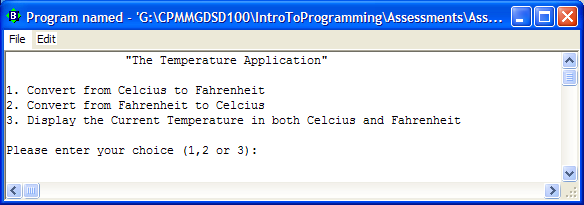 Program named - 'G:\CPMMGDSD100\IntroToProgramming\Assessments\Ass...
File Edit
"The Temperature Application"
1. Convert from Celcius to Fahrenheit
2. Convert from Fahrenheit to Celcius
3. Display the Current Temperature in both Celcius and Fahrenheit
Please enter your choice (1,2 or 3):